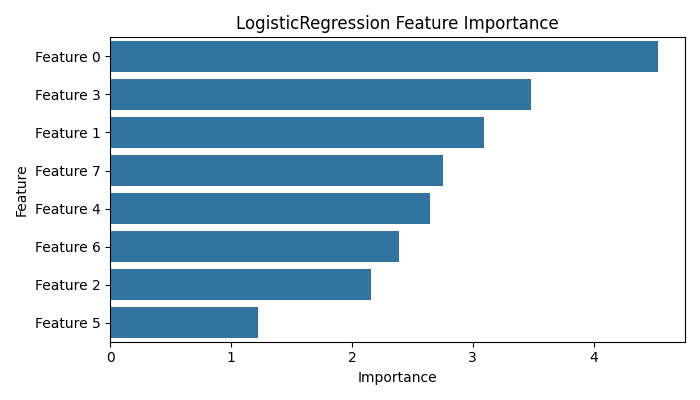 LogisticRegression Feature Importance
Feature
Feature 0
Feature 3
Feature 1
Feature 7
Feature 4
Feature 6
Feature 2
Feature 5
0 1 2 3 4
Importance